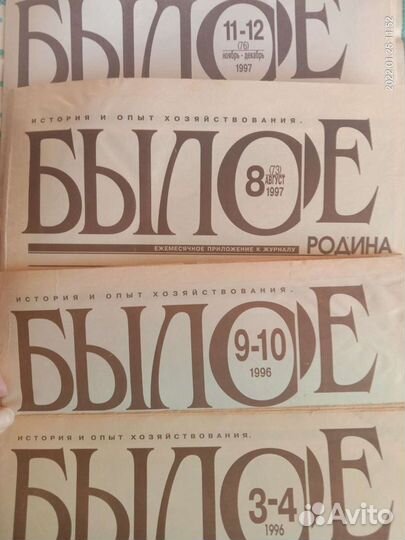 БЫЛОЕ
11-12
(76)
ноябрь - декабрь
1997
2022.01.25 11:52
ИСТОРИЯ И ОПЫТ ХОЗЯЙСТВОВАНИЯ.
БЫЛОЕ
8 (73)
АВГУСТ
1997
ЕЖЕМЕСЯЧНОЕ ПРИЛОЖЕНИЕ К ЖУРНАЛУ РОДИНА
ИСТОРИЯ И ОПЫТ ХОЗЯЙСТВОВАНИЯ.
БЫЛОЕ
9-10
1996
ИСТОРИЯ И ОПЫТ ХОЗЯЙСТВОВАНИЯ.
БЫЛОЕ
3-4
1996
Avito